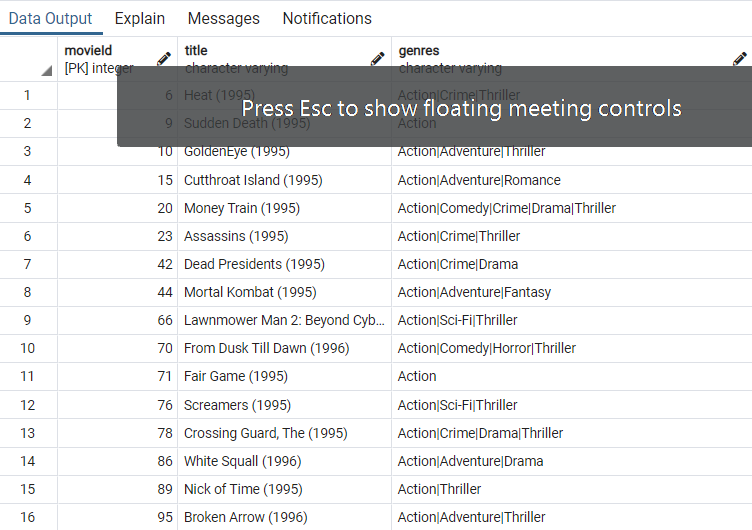 Data Output Explain Messages Notifications
movieId title genres
[PK] integer character varying character varying
1 6 Heat (1995) Action|Crime|Thriller
Press Esc to show floating meeting controls
2 9 Sudden Death (1995) Action
3 10 GoldenEye (1995) Action|Adventure|Thriller
4 15 Cutthroat Island (1995) Action|Adventure|Romance
5 20 Money Train (1995) Action|Comedy|Crime|Drama|Thriller
6 23 Assassins (1995) Action|Crime|Thriller
7 42 Dead Presidents (1995) Action|Crime|Drama
8 44 Mortal Kombat (1995) Action|Adventure|Fantasy
9 66 Lawnmower Man 2: Beyond Cyb... Action|Sci-Fi|Thriller
10 70 From Dusk Till Dawn (1996) Action|Comedy|Horror|Thriller
11 71 Fair Game (1995) Action
12 76 Screamers (1995) Action|Sci-Fi|Thriller
13 78 Crossing Guard, The (1995) Action|Crime|Drama|Thriller
14 86 White Squall (1996) Action|Adventure|Drama
15 89 Nick of Time (1995) Action|Thriller
16 95 Broken Arrow (1996) Action|Adventure|Thriller